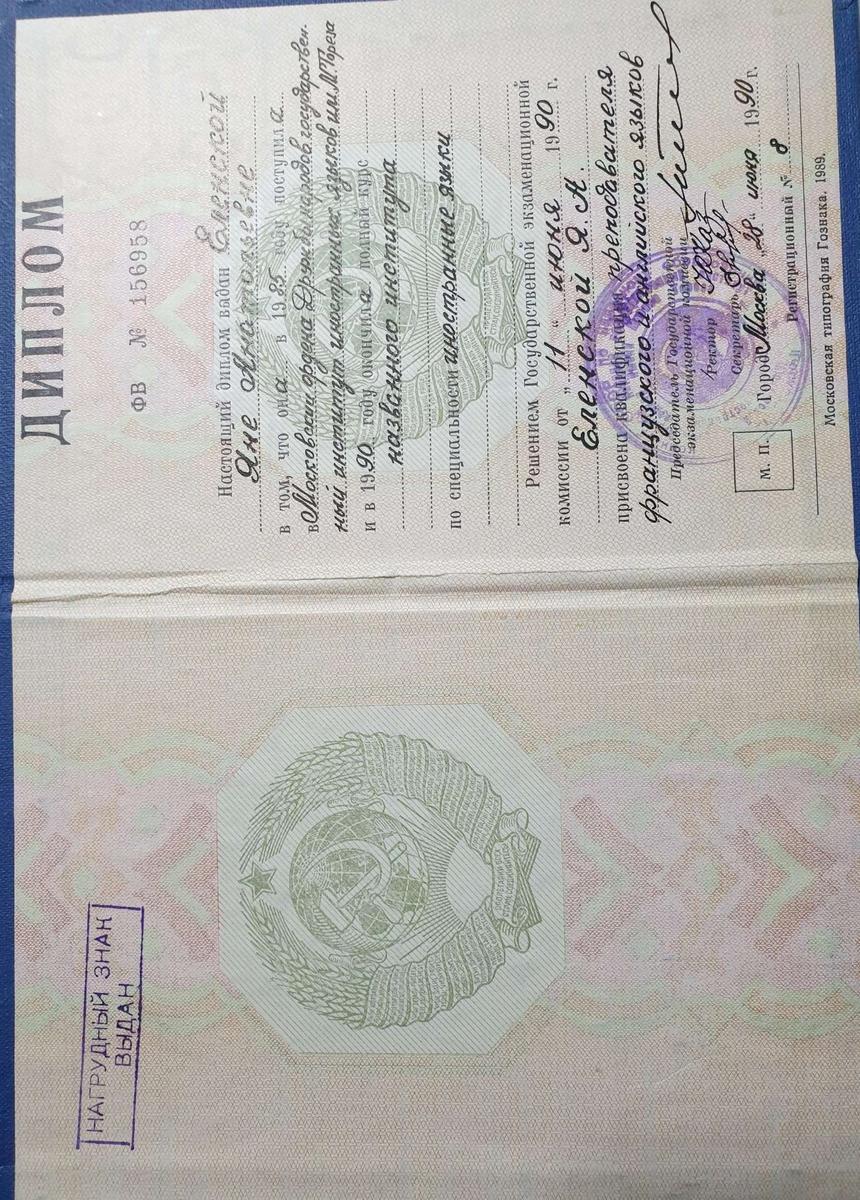 НАГРУДНЫЙ ЗНАК
ВЫДАН
ДИПЛОМ
ФВ № 156958
Настоящий диплом выдан Еленской
Яне Анатольевне
в том, что она в 1985 году поступила
в Московский ордена Дружбы народов государствен-
ный институт иностранных языков им. М. Тореза
и в 1990 году окончила полный курс
названного института
по специальности иностранные языки
Решением Государственной экзаменационной
комиссии от „11“ июня 1990 г.
Еленской Я. А.
присвоена квалификация преподавателя
французского и английского языков
Председатель Государственной
экзаменационной комиссии
Ректор
Секретарь
М. П.
Город Москва „28“ июня 1990 г.
Регистрационный № 8
Московская типография Гознака. 1989.